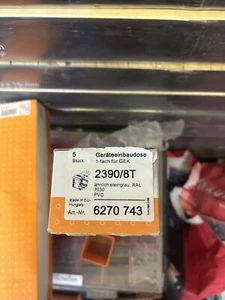 5 Geräteeinbaudose
Stück 1-fach für GEK
2390/8T
ähnlich steingrau, RAL
7030
PVC
Made in EU-
Hungary
Art.-Nr. 6270 743